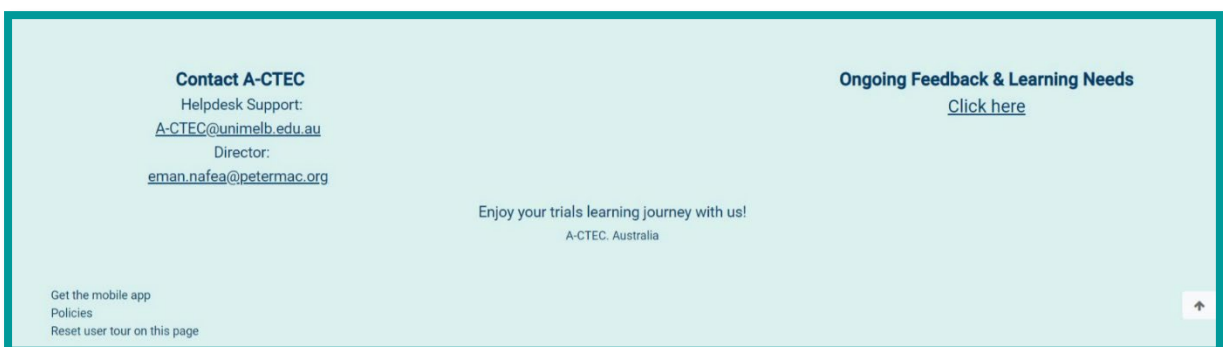 Contact A-CTEC
Helpdesk Support:
A-CTEC@unimelb.edu.au
Director:
eman.nafea@petermac.org
Ongoing Feedback & Learning Needs
Click here
Enjoy your trials learning journey with us!
A-CTEC. Australia
Get the mobile app
Policies
Reset user tour on this page